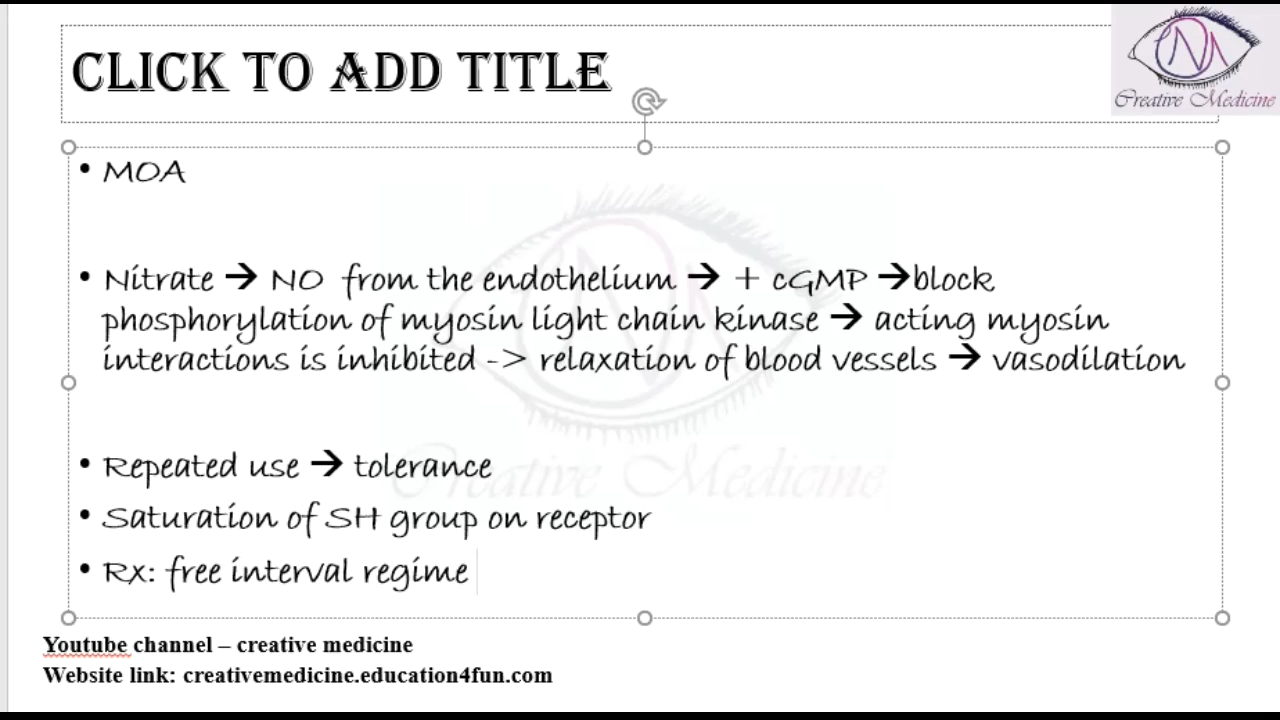 CLICK TO ADD TITLE
Creative Medicine
• MOA
• Nitrate → NO from the endothelium → + cGMP →block
phosphorylation of myosin light chain kinase → acting myosin
interactions is inhibited -> relaxation of blood vessels → vasodilation
• Repeated use → tolerance
• Saturation of SH group on receptor
• Rx: free interval regime
Creative Medicine
Youtube channel – creative medicine
Website link: creativemedicine.education4fun.com